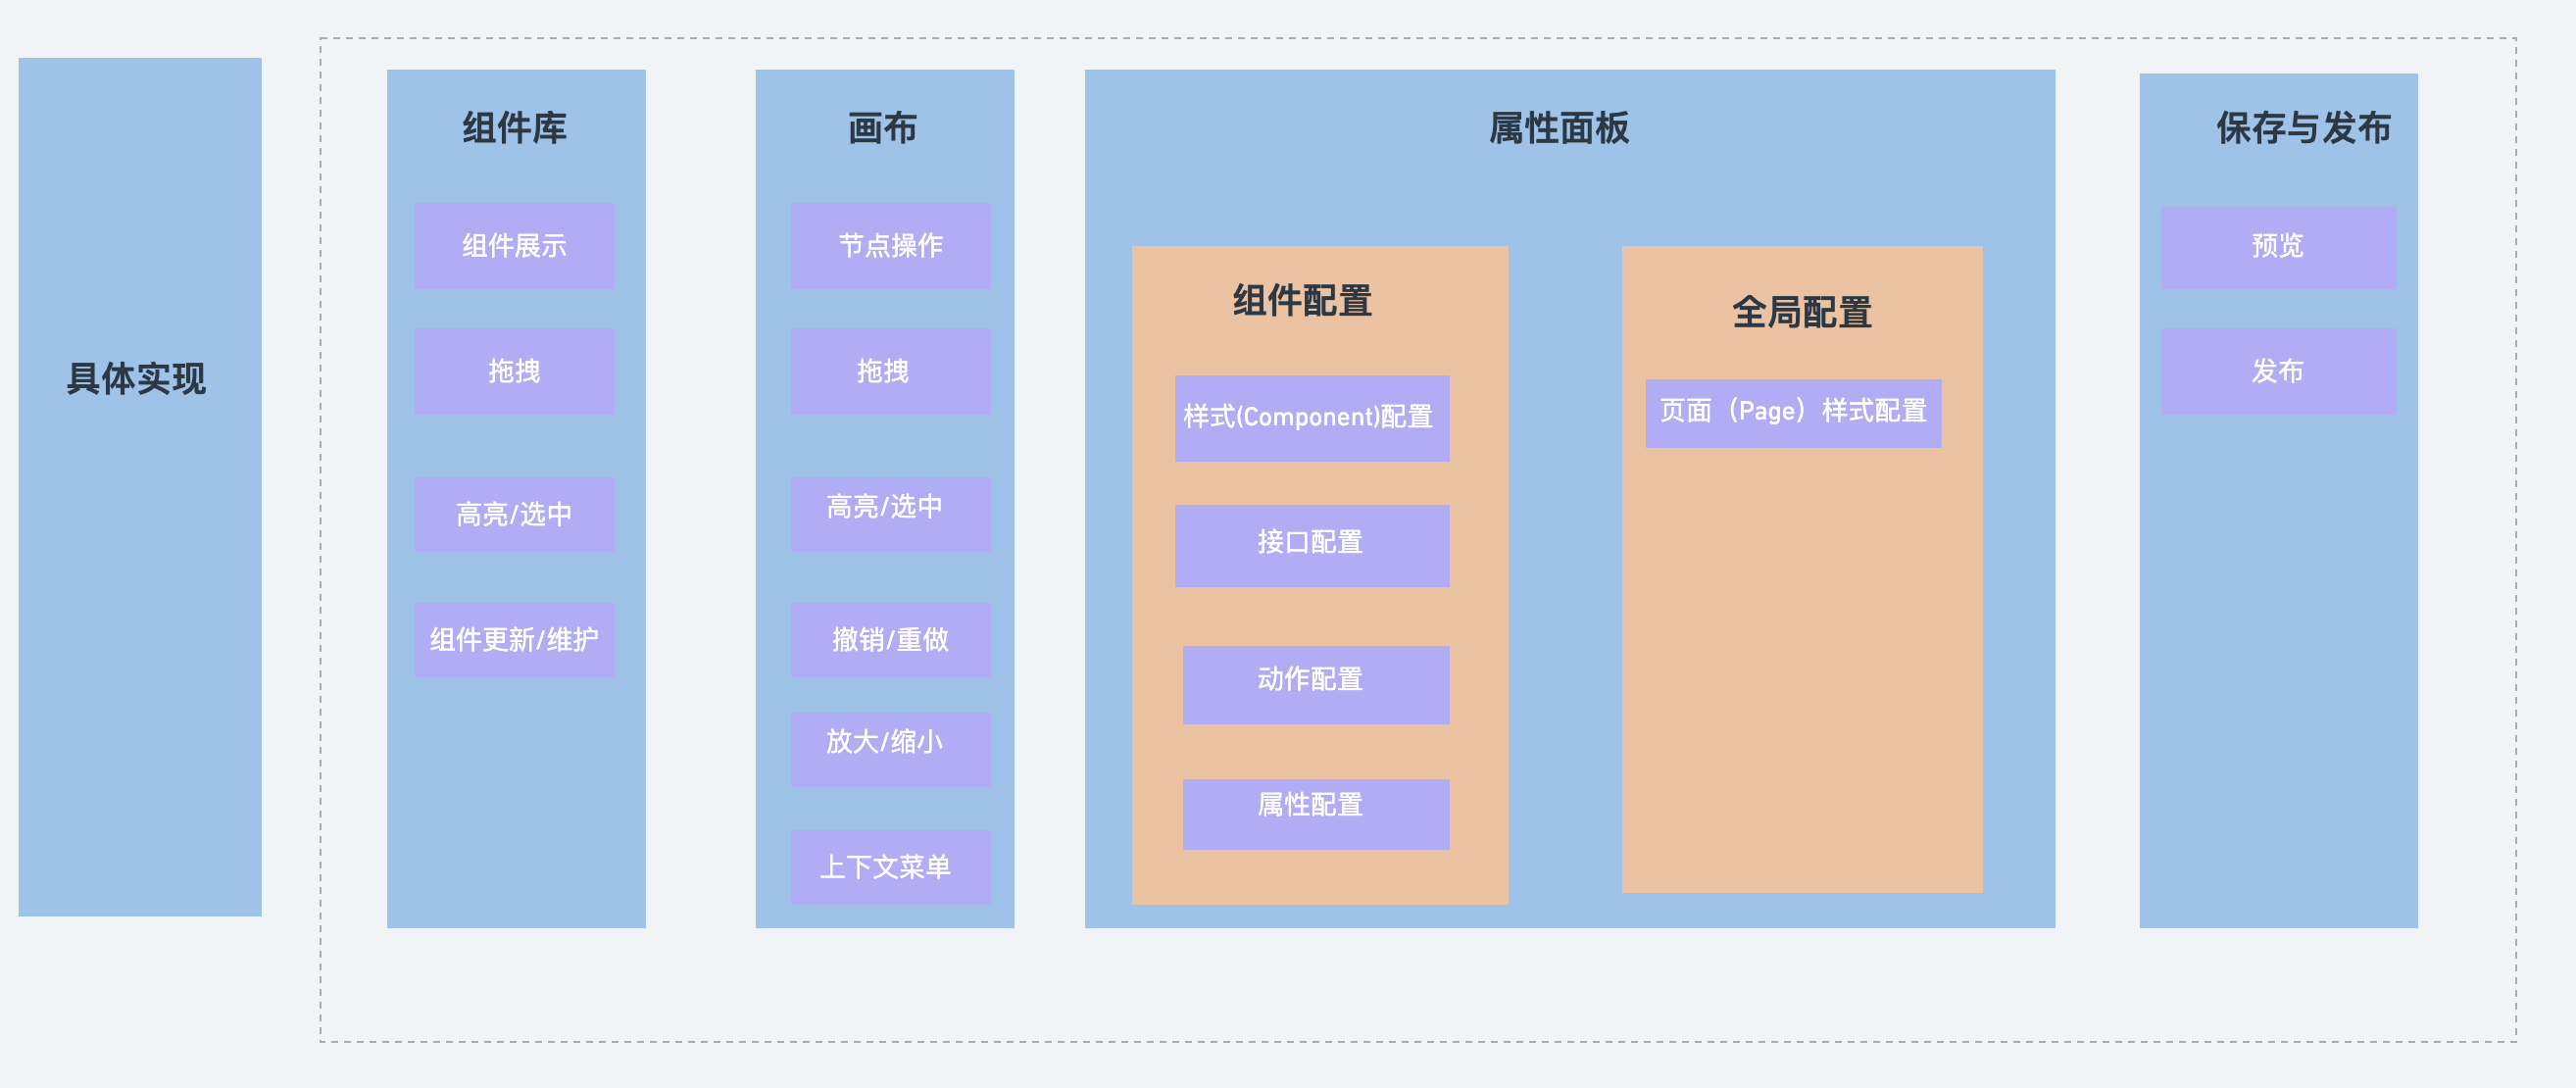 具体实现
组件库
组件展示
拖拽
高亮/选中
组件更新/维护
画布
节点操作
拖拽
高亮/选中
撤销/重做
放大/缩小
上下文菜单
属性面板
组件配置
样式(Component)配置
接口配置
动作配置
属性配置
全局配置
页面（Page）样式配置
保存与发布
预览
发布